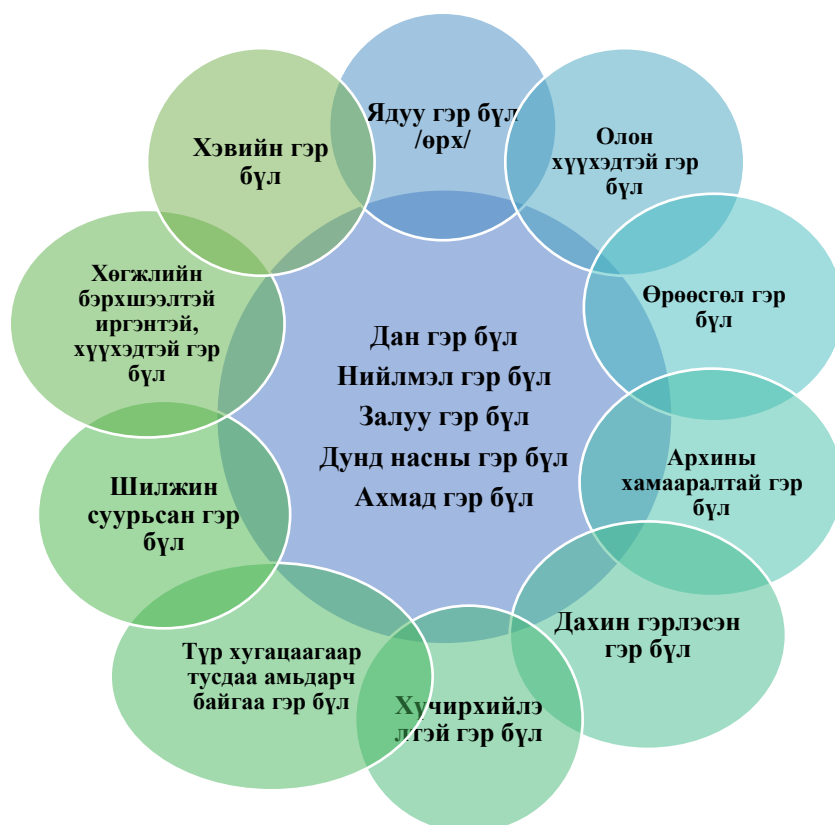 Ядуу гэр бүл
/өрх/
Олон
хүүхэдтэй гэр
бүл
Өрөөсгөл гэр
бүл
Архины
хамааралтай гэр
бүл
Дахин гэрлэсэн
гэр бүл
Хүчирхийлэ
лтэй гэр бүл
Түр хугацаагаар
тусдаа амьдарч
байгаа гэр бүл
Шилжин
суурьсан гэр
бүл
Хөгжлийн
бэрхшээлтэй
иргэнтэй,
хүүхэдтэй гэр
бүл
Хэвийн гэр
бүл
Дан гэр бүл
Нийлмэл гэр бүл
Залуу гэр бүл
Дунд насны гэр бүл
Ахмад гэр бүл